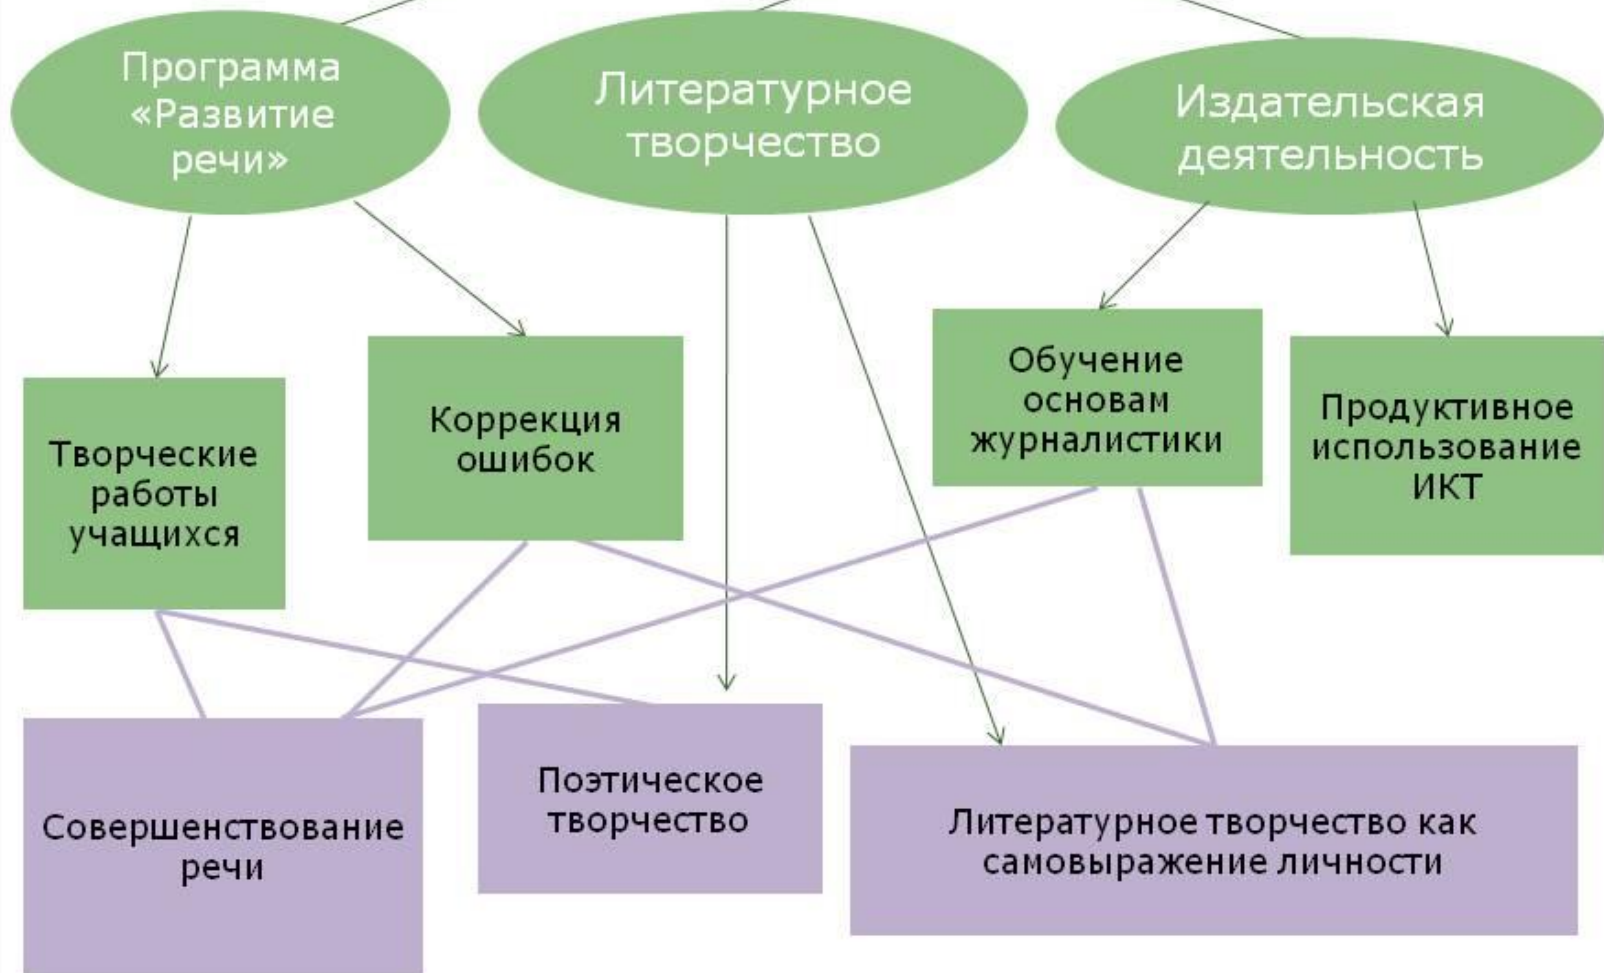 Программа
«Развитие
речи»
Литературное
творчество
Издательская
деятельность
Творческие
работы
учащихся
Коррекция
ошибок
Обучение
основам
журналистики
Продуктивное
использование
ИКТ
Совершенствование
речи
Поэтическое
творчество
Литературное творчество как
самовыражение личности